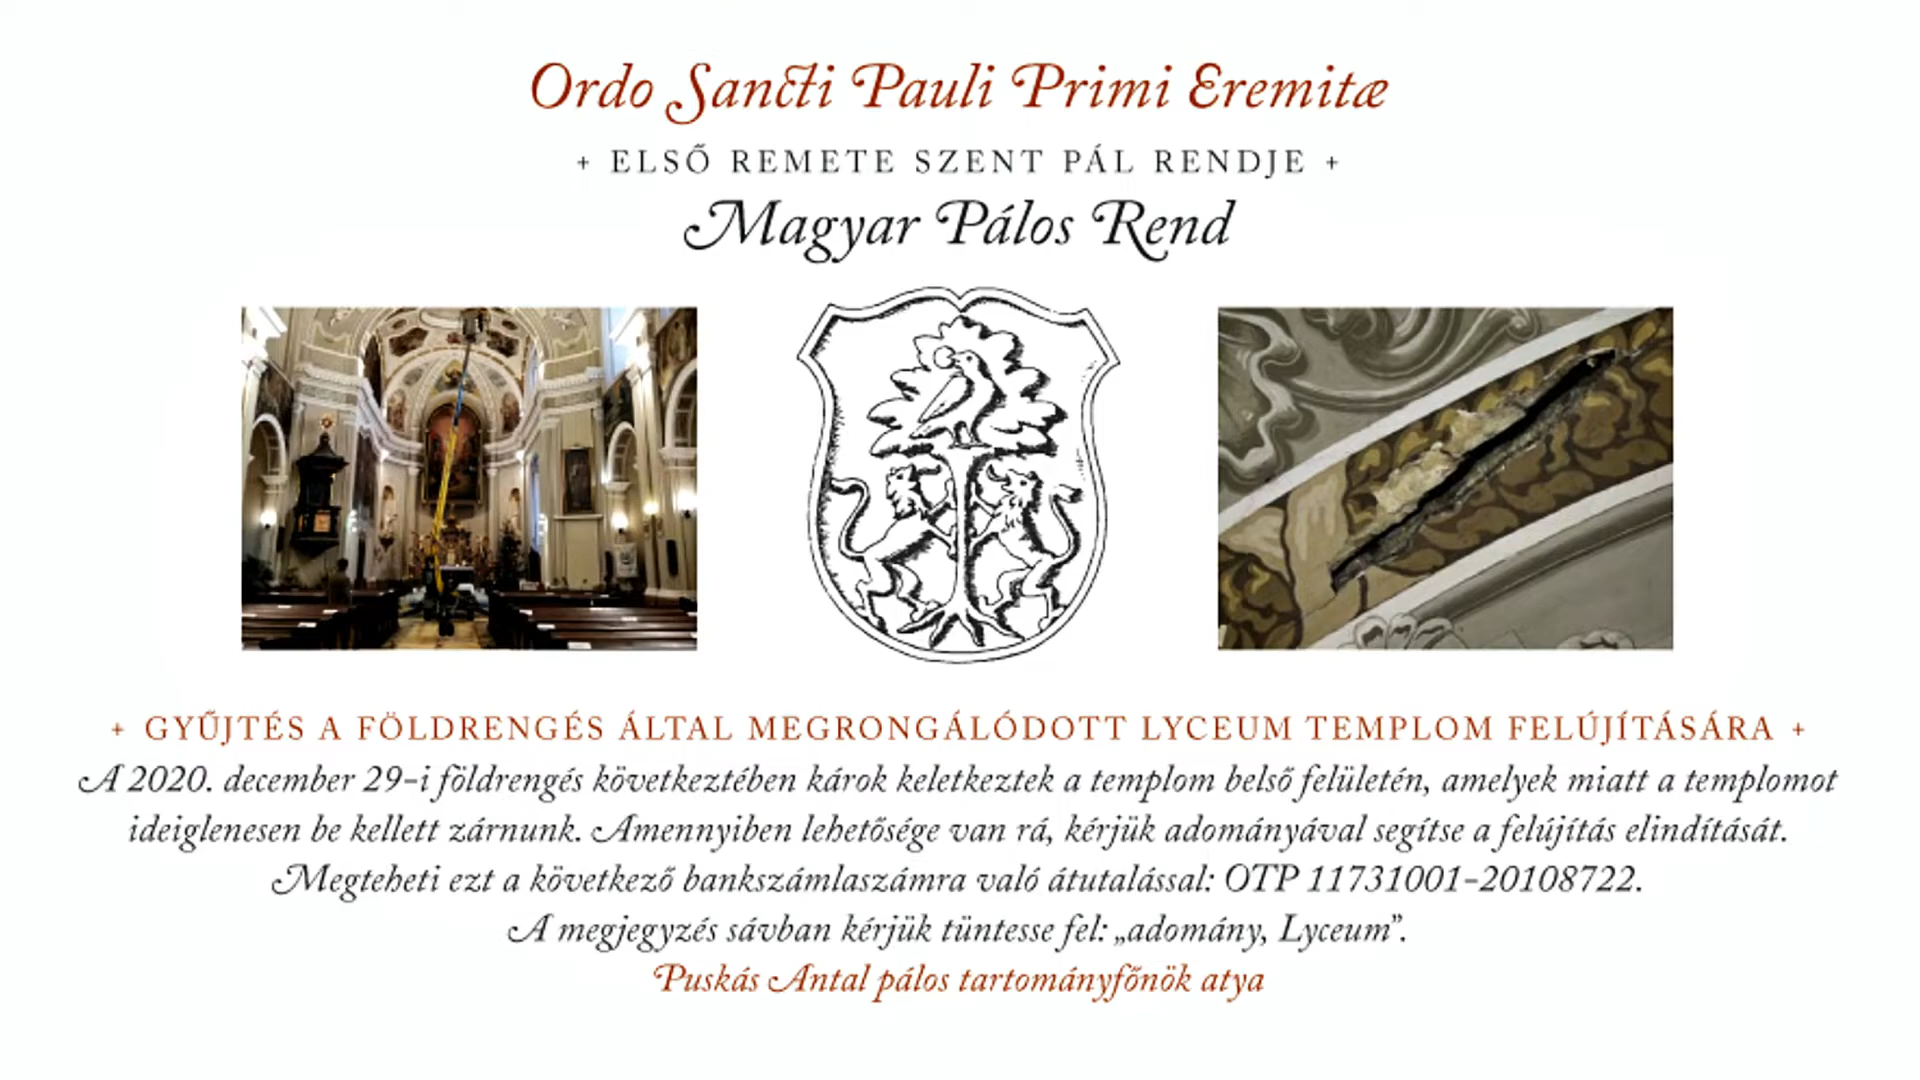 Ordo Sancti Pauli Primi Eremitæ
+ ELSŐ REMETE SZENT PÁL RENDJE +
Magyar Pálos Rend
+ GYŰJTÉS A FÖLDRENGÉS ÁLTAL MEGRONGÁLÓDOTT LYCEUM TEMPLOM FELÚJÍTÁSÁRA +
A 2020. december 29-i földrengés következtében károk keletkeztek a templom belső felületén, amelyek miatt a templomot
ideiglenesen be kellett zárnunk. Amennyiben lehetősége van rá, kérjük adományával segítse a felújítás elindítását.
Megteheti ezt a következő bankszámlaszámra való átutalással: OTP 11731001-20108722.
A megjegyzés sávban kérjük tüntesse fel: „adomány, Lyceum”.
Puskás Antal pálos tartományfőnök atya